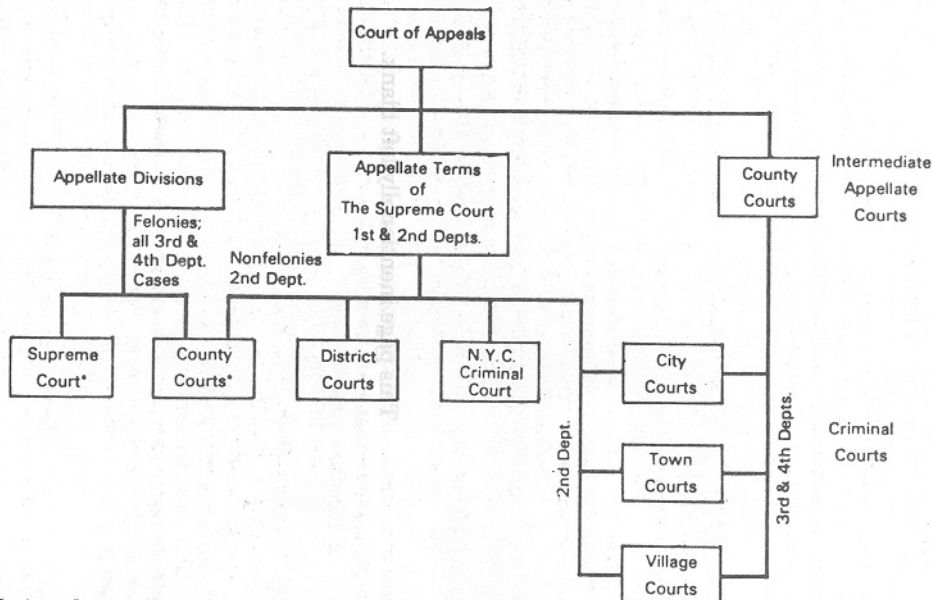 Court of Appeals
Appellate Divisions
Appellate Terms
of
The Supreme Court
1st & 2nd Depts.
County
Courts
Intermediate
Appellate
Courts
Felonies;
all 3rd &
4th Dept.
Cases
Nonfelonies
2nd Dept.
Supreme
Court*
County
Courts*
District
Courts
N.Y.C.
Criminal
Court
City
Courts
Town
Courts
Village
Courts
2nd Dept.
3rd & 4th Depts.
Criminal
Courts